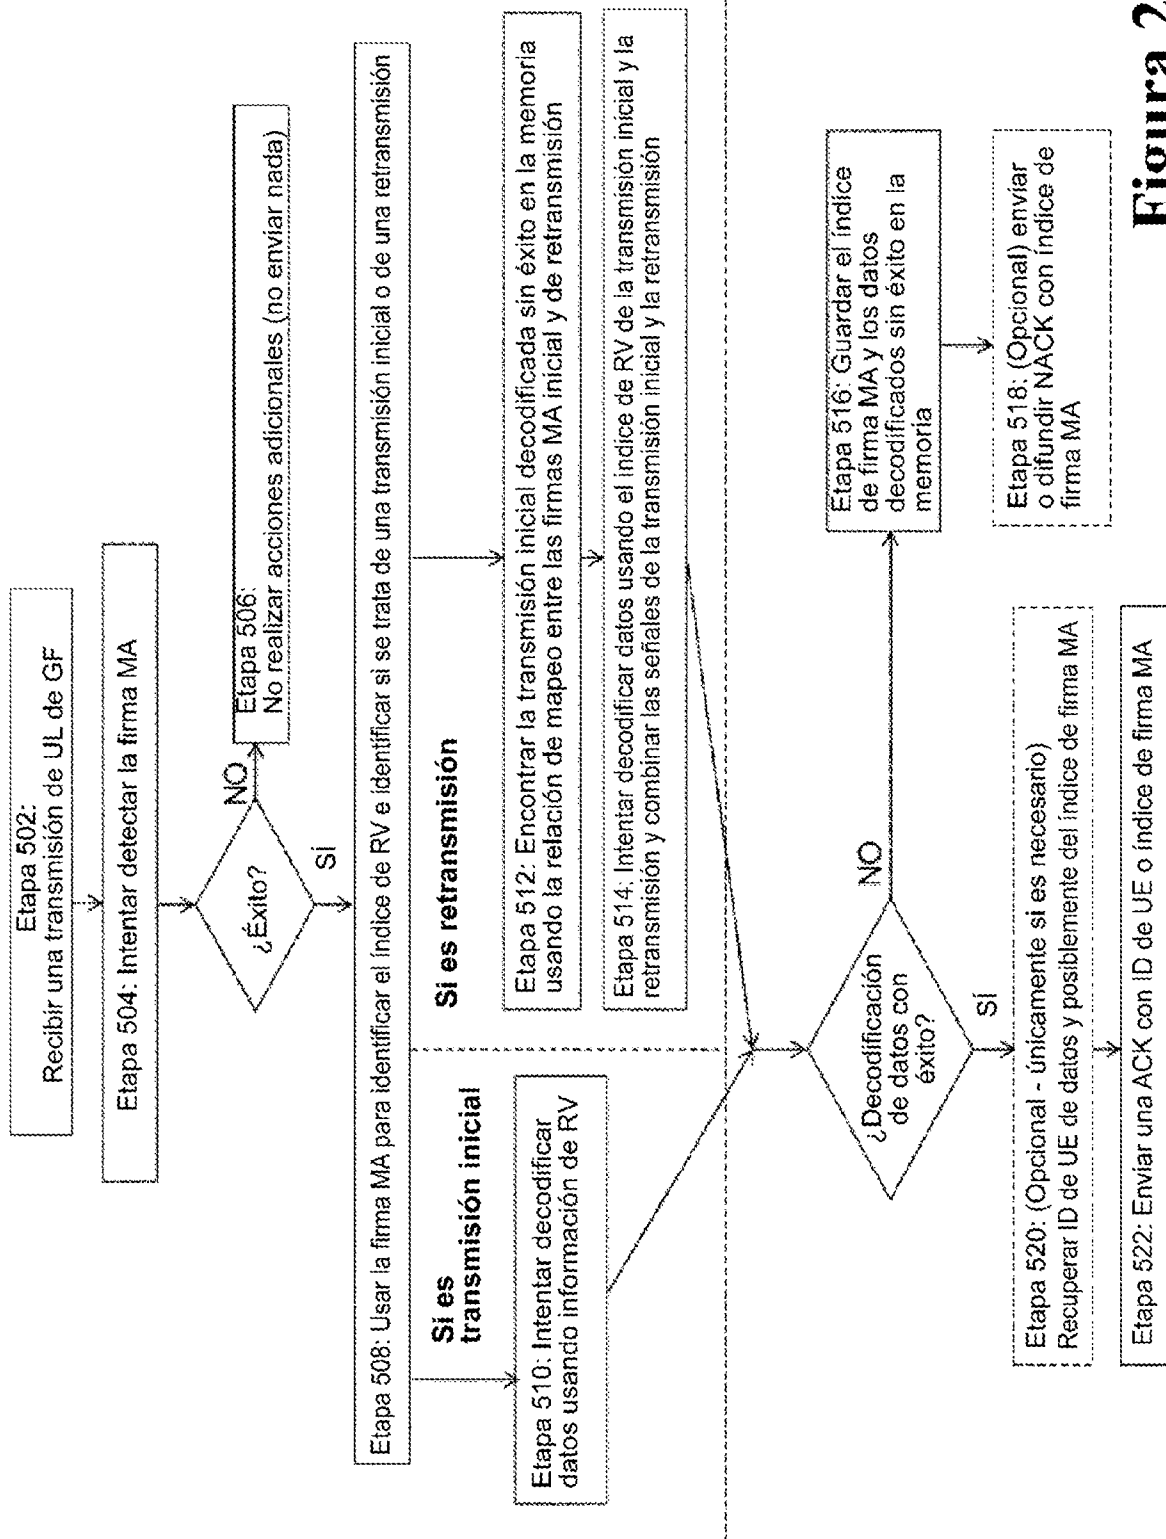 Etapa 502:
Recibir una transmisión de UL de GF
Etapa 504: Intentar detectar la firma MA
¿Éxito?
NO
Etapa 506:
No realizar acciones adicionales (no enviar nada)
SÍ
Etapa 508: Usar la firma MA para identificar el índice de RV e identificar si se trata de una transmisión inicial o de una retransmisión
Si es
transmisión inicial
Si es retransmisión
Etapa 510: Intentar decodificar
datos usando información de RV
Etapa 512: Encontrar la transmisión inicial decodificada sin éxito en la memoria
usando la relación de mapeo entre las firmas MA inicial y de retransmisión
Etapa 514: Intentar decodificar datos usando el índice de RV de la transmisión inicial y la
retransmisión y combinar las señales de la transmisión inicial y la retransmisión
¿Decodificación
de datos con
éxito?
NO
Etapa 516: Guardar el índice
de firma MA y los datos
decodificados sin éxito en la
memoria
Etapa 518: (Opcional) enviar
o difundir NACK con índice de
firma MA
SÍ
Etapa 520: (Opcional - únicamente si es necesario)
Recuperar ID de UE de datos y posiblemente del índice de firma MA
Etapa 522: Enviar una ACK con ID de UE o índice de firma MA
Figura 2